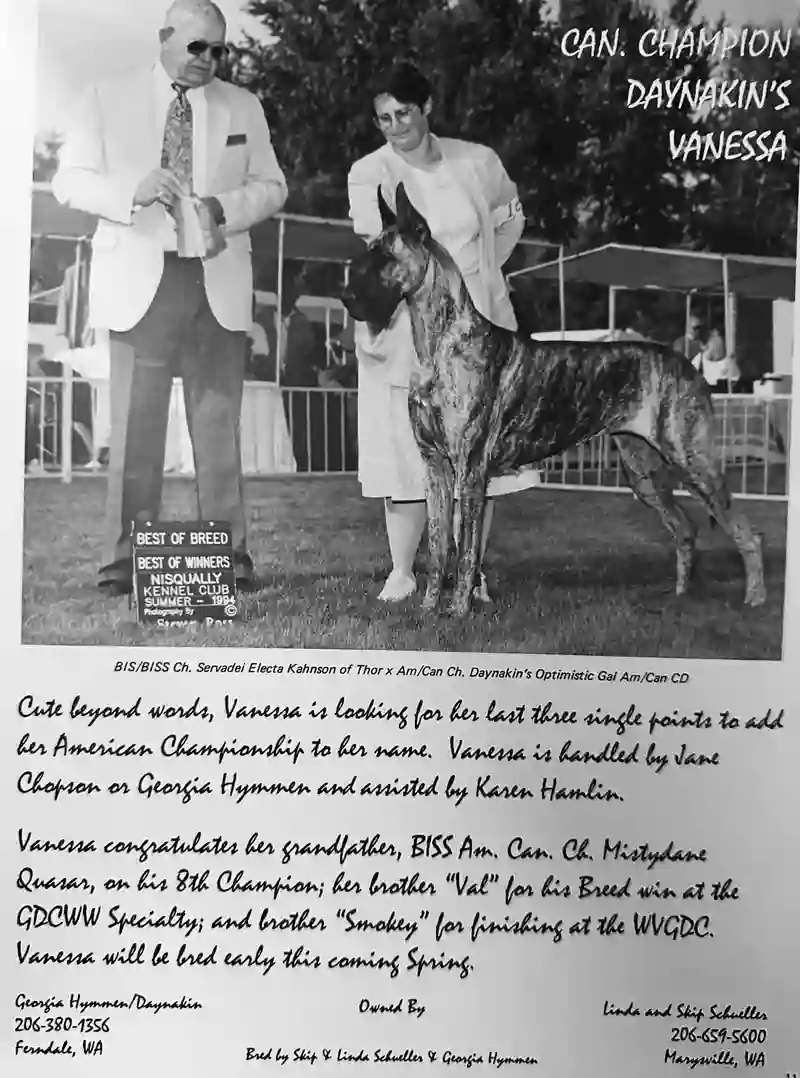 CAN. CHAMPION
DAYNAKIN'S
VANESSA
BEST OF BREED
BEST OF WINNERS
NISQUALLY
KENNEL CLUB
SUMMER - 1994
Photography By ©
Steven Ross
BIS/BISS Ch. Servadei Electa Kahnson of Thor x Am/Can Ch. Daynakin's Optimistic Gal Am/Can CD
Cute beyond words, Vanessa is looking for her last three single points to add
her American Championship to her name. Vanessa is handled by Jane
Chopson or Georgia Hymmen and assisted by Karen Hamlin.
Vanessa congratulates her grandfather, BISS Am. Can. Ch. Mistydane
Quasar, on his 8th Champion; her brother "Val" for his Breed win at the
GDCWW Specialty; and brother "Smokey" for finishing at the WVGDC.
Vanessa will be bred early this coming Spring.
Georgia Hymmen/Daynakin
206-380-1356
Ferndale, WA
Owned By
Linda and Skip Schueller
206-659-5600
Marysville, WA
Bred by Skip & Linda Schueller & Georgia Hymmen